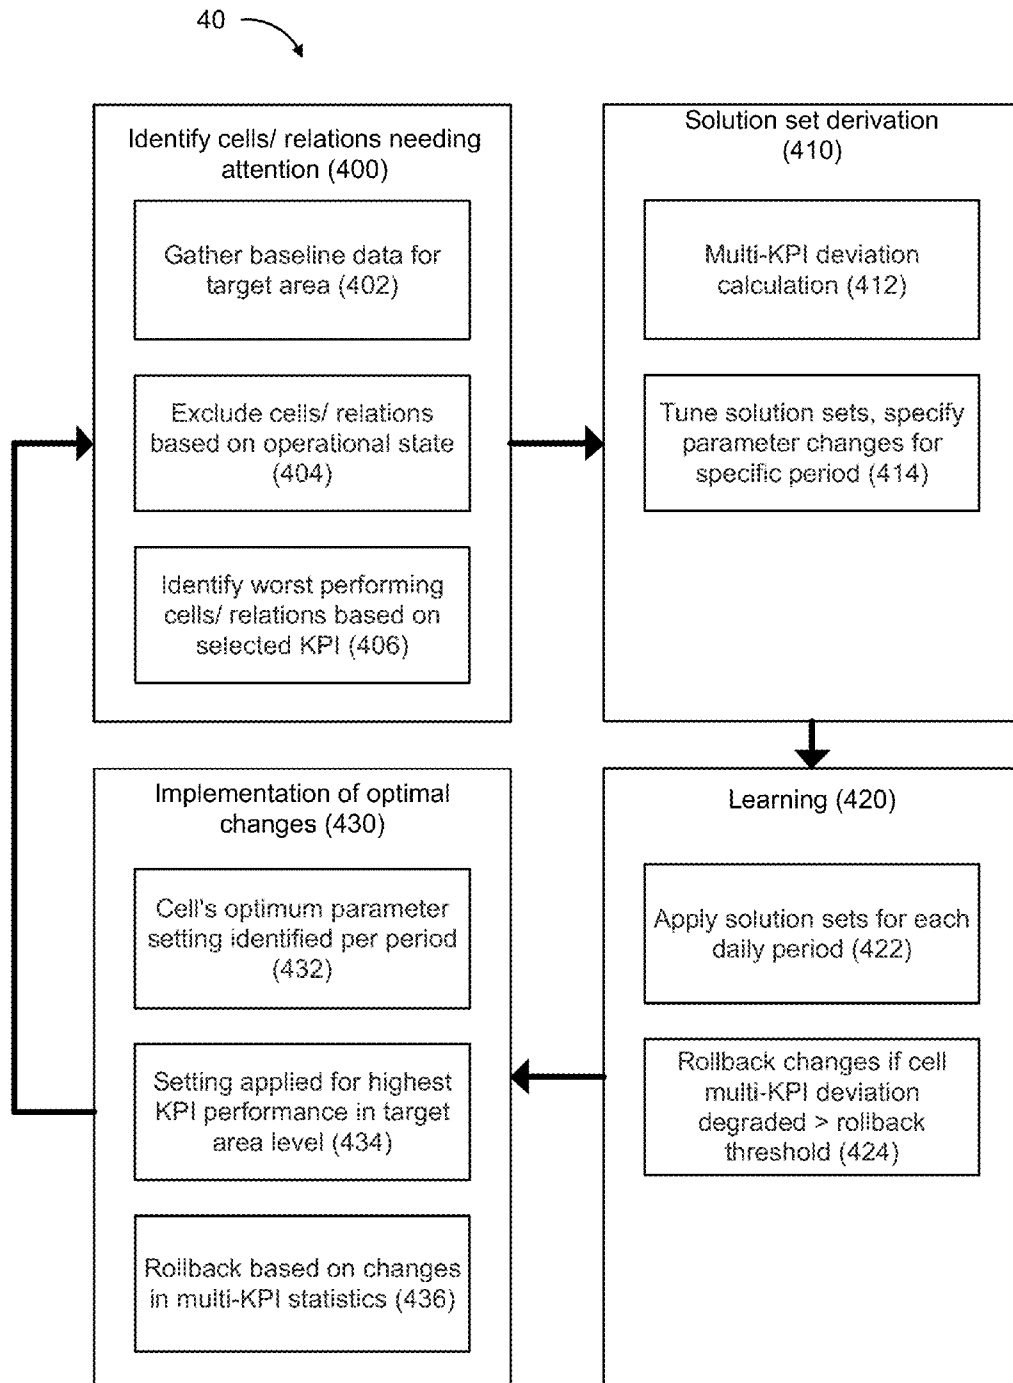 40
Identify cells/ relations needing
attention (400)
Gather baseline data for
target area (402)
Exclude cells/ relations
based on operational state
(404)
Identify worst performing
cells/ relations based on
selected KPI (406)
Solution set derivation
(410)
Multi-KPI deviation
calculation (412)
Tune solution sets, specify
parameter changes for
specific period (414)
Learning (420)
Apply solution sets for each
daily period (422)
Rollback changes if cell
multi-KPI deviation
degraded > rollback
threshold (424)
Implementation of optimal
changes (430)
Cell's optimum parameter
setting identified per period
(432)
Setting applied for highest
KPI performance in target
area level (434)
Rollback based on changes
in multi-KPI statistics (436)